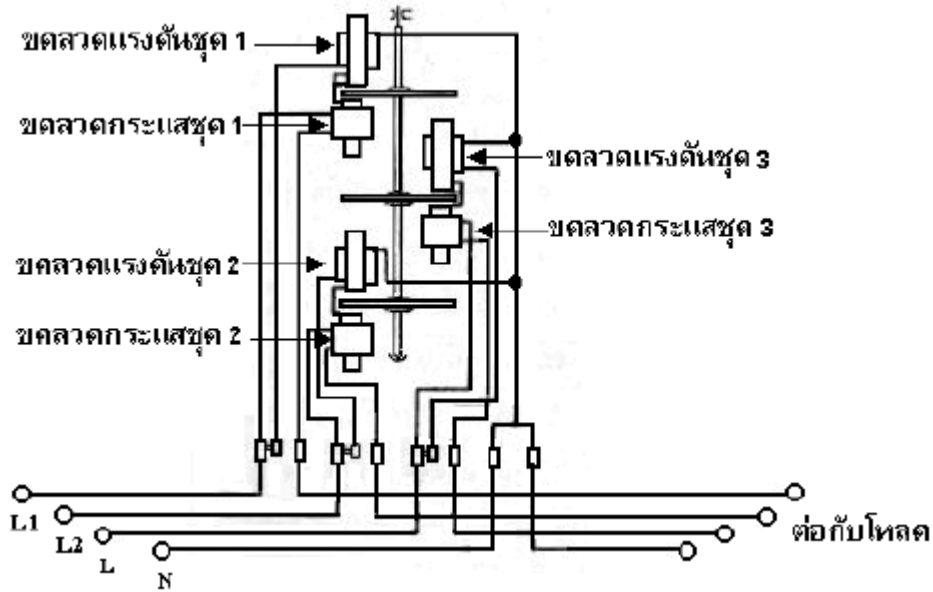 ขดลวดแรงดันชุด 1
ขดลวดกระแสชุด 1
ขดลวดแรงดันชุด 3
ขดลวดกระแสชุด 3
ขดลวดแรงดันชุด 2
ขดลวดกระแสชุด 2
L1
L2
L
N
ต่อกับโหลด